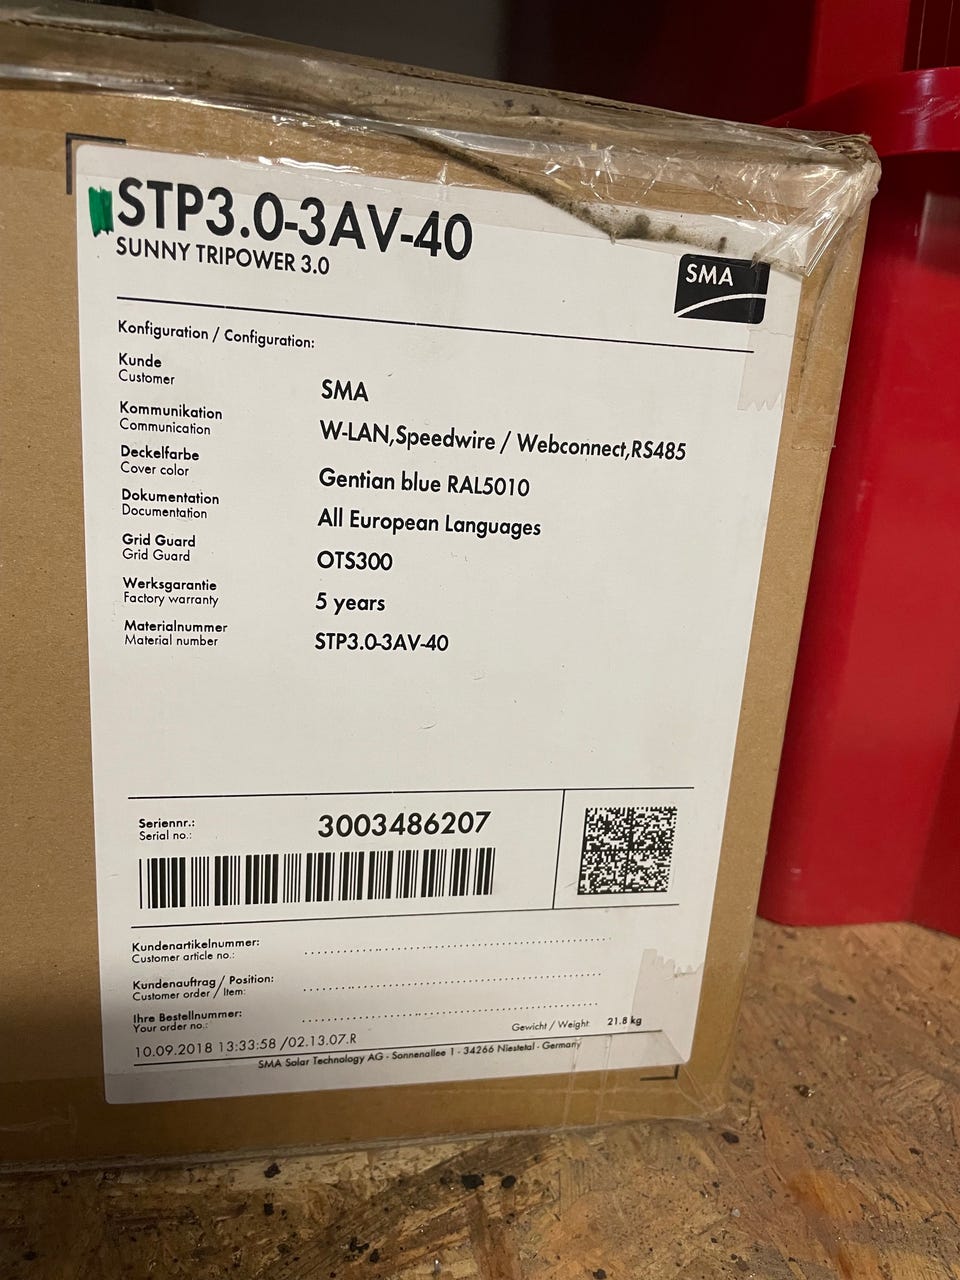 STP3.0-3AV-40
SUNNY TRIPOWER 3.0
SMA
Konfiguration / Configuration:
Kunde
Customer
SMA
Kommunikation
Communication
W-LAN,Speedwire / Webconnect,RS485
Deckelfarbe
Cover color
Gentian blue RAL5010
Dokumentation
Documentation
All European Languages
Grid Guard
Grid Guard
OTS300
Werksgarantie
Factory warranty
5 years
Materialnummer
Material number
STP3.0-3AV-40
Seriennr.:
Serial no.:
3003486207
Kundenartikelnummer:
Customer article no.:
Kundenauftrag / Position:
Customer order / Item:
Ihre Bestellnummer:
Your order no.:
Gewicht / Weight: 21.8 kg
10.09.2018 13:33:58 /02.13.07.R
SMA Solar Technology AG · Sonnenallee 1 · 34266 Niestetal · Germany